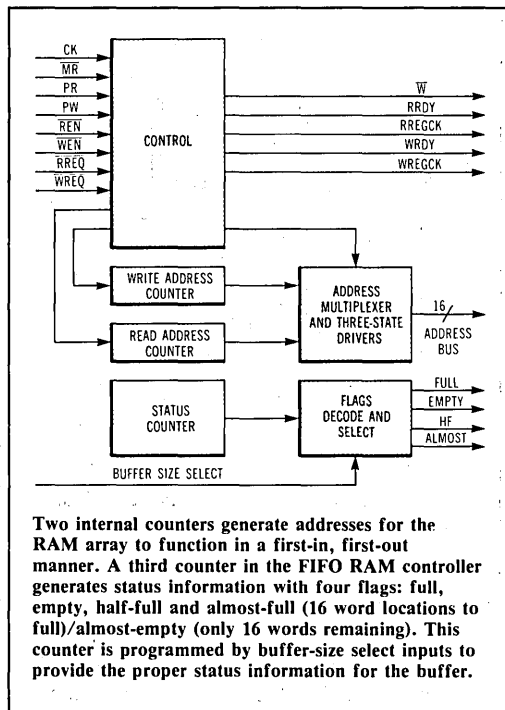 CK
M̅R̅
PR
PW
R̅E̅N̅
W̅E̅N̅
R̅R̅E̅Q̅
W̅R̅E̅Q̅
CONTROL
W̅
RRDY
RREGCK
WRDY
WREGCK
WRITE ADDRESS
COUNTER
READ ADDRESS
COUNTER
ADDRESS
MULTIPLEXER
AND THREE-STATE
DRIVERS
16
ADDRESS
BUS
STATUS
COUNTER
FLAGS
DECODE AND
SELECT
FULL
EMPTY
HF
ALMOST
BUFFER SIZE SELECT
Two internal counters generate addresses for the
RAM array to function in a first-in, first-out
manner. A third counter in the FIFO RAM controller
generates status information with four flags: full,
empty, half-full and almost-full (16 word locations to
full)/almost-empty (only 16 words remaining). This
counter is programmed by buffer-size select inputs to
provide the proper status information for the buffer.